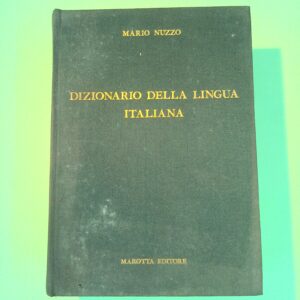 MARIO NUZZO
DIZIONARIO DELLA LINGUA
ITALIANA
MAROTTA EDITORE